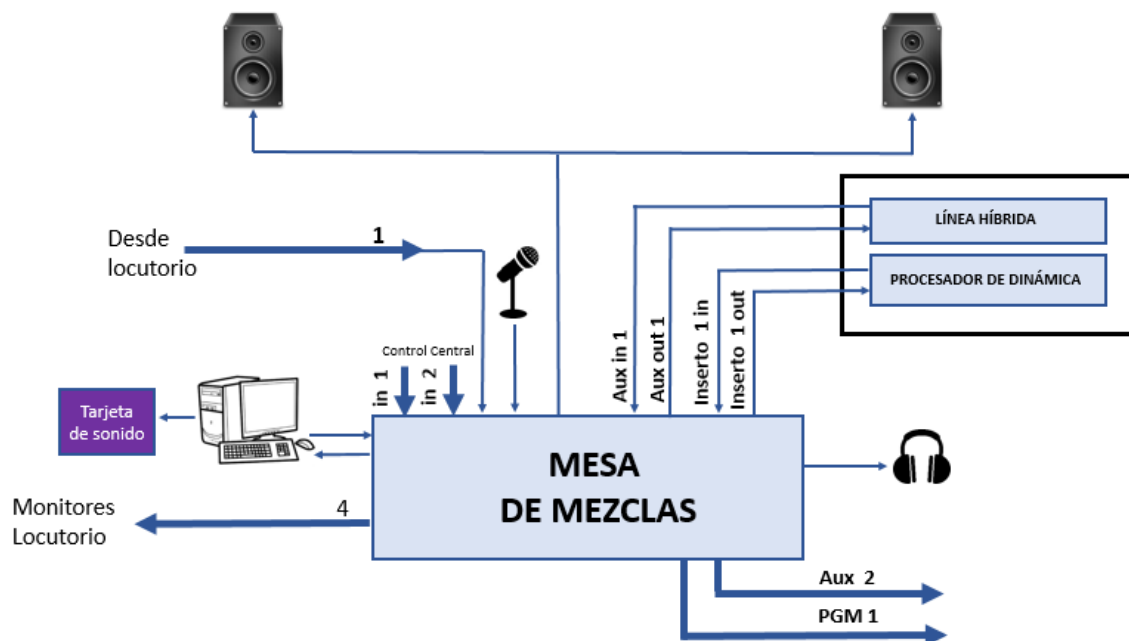 LÍNEA HÍBRIDA
Desde
locutorio
1
PROCESADOR DE DINÁMICA
Aux in 1
Aux out 1
Inserto 1 in
Inserto 1 out
Control Central
in 1
in 2
Tarjeta
de sonido
MESA
DE MEZCLAS
Monitores
Locutorio
4
Aux 2
PGM 1